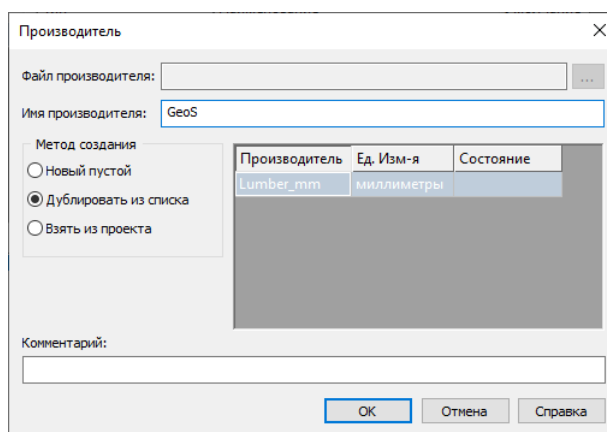 Производитель
Файл производителя:
...
Имя производителя: GeoS
Метод создания
Новый пустой
Дублировать из списка
Взять из проекта
Производитель Ед. Изм-я Состояние
Lumber_mm миллиметры
Комментарий:
OK Отмена Справка